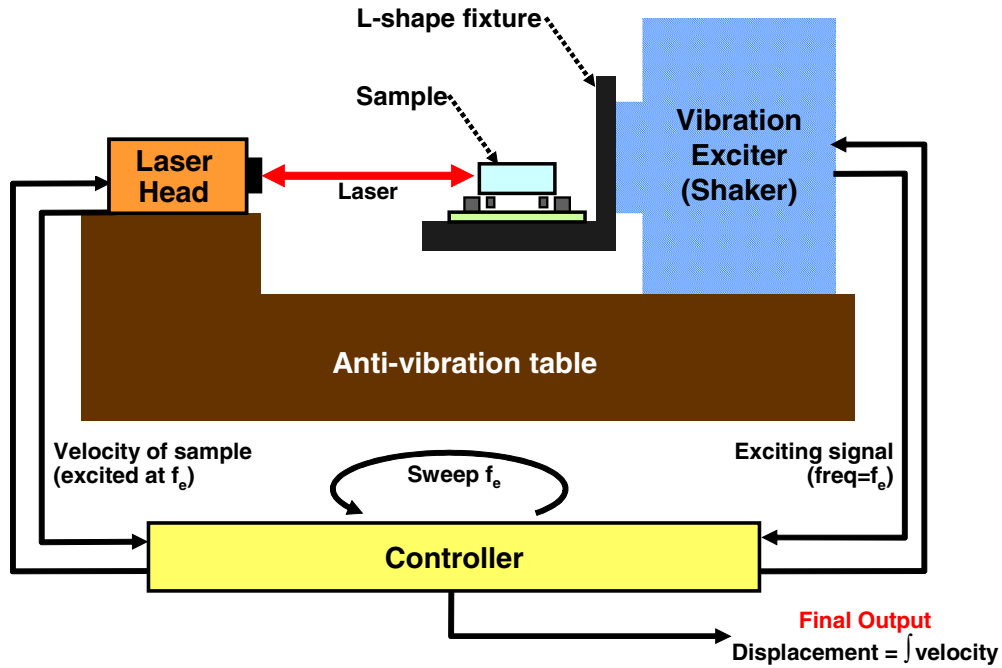 L-shape fixture
Sample
Vibration
Exciter
(Shaker)
Laser
Head
Laser
Anti-vibration table
Velocity of sample
(excited at fₑ)
Sweep fₑ
Exciting signal
(freq=fₑ)
Controller
Final Output
Displacement = ∫velocity